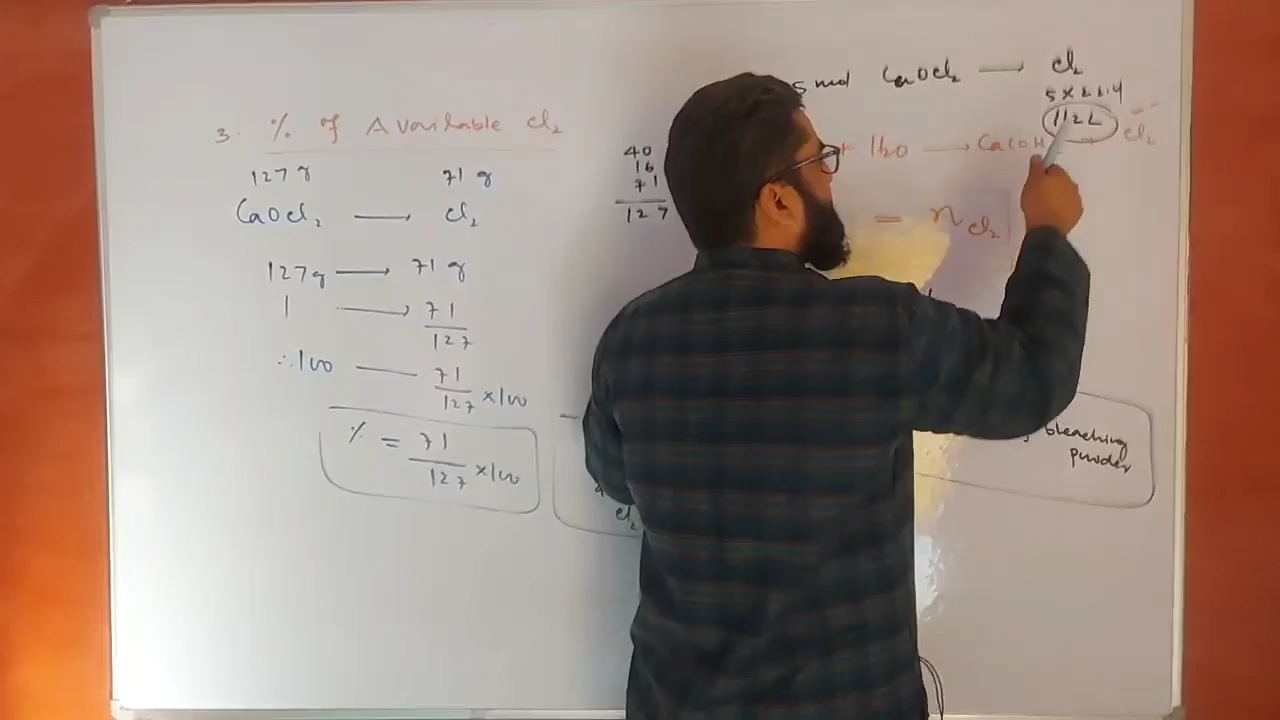 3. % of Available Cl₂
127 g 71 g
CaOCl₂ → Cl₂
127g → 71 g
1 → 71/127
∴ 100 — 71/127 ×100
% = 71/127 ×100
40
16
71
127
5 mol CaOCl₂ → Cl₂
5 × 22.4
112L
+ H₂O → Ca(OH + Cl₂
= n Cl₂
bleaching
powder
Cl₂